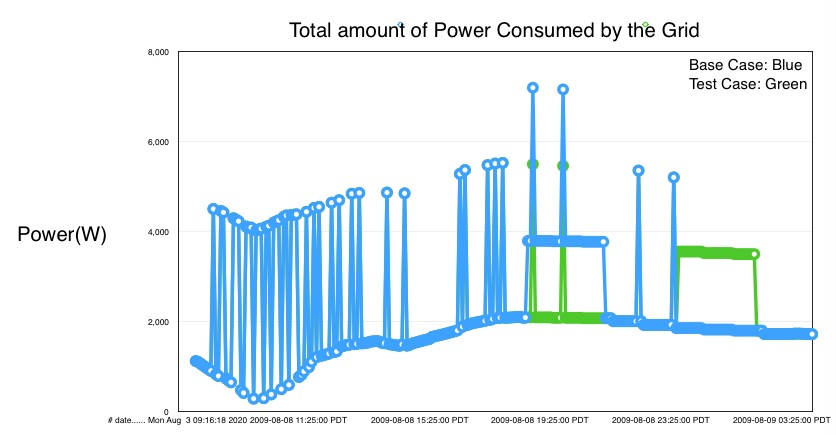 Total amount of Power Consumed by the Grid
8,000
Base Case: Blue
Test Case: Green
6,000
Power(W)
4,000
2,000
0
# date...... Mon Aug  3 09:16:18 2020 2009-08-08 11:25:00 PDT 2009-08-08 15:25:00 PDT 2009-08-08 19:25:00 PDT 2009-08-08 23:25:00 PDT 2009-08-09 03:25:00 PDT